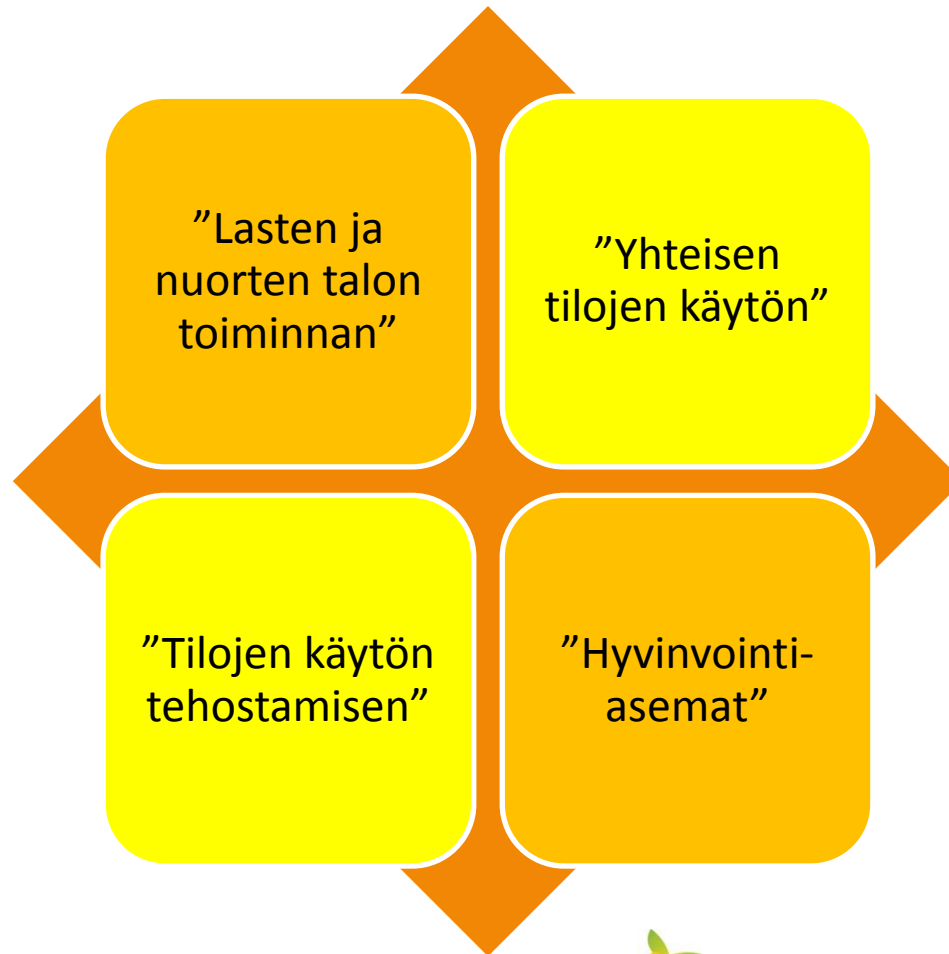 ”Lasten ja
nuorten talon
toiminnan”
”Yhteisen
tilojen käytön”
”Tilojen käytön
tehostamisen”
”Hyvinvointi-
asemat”